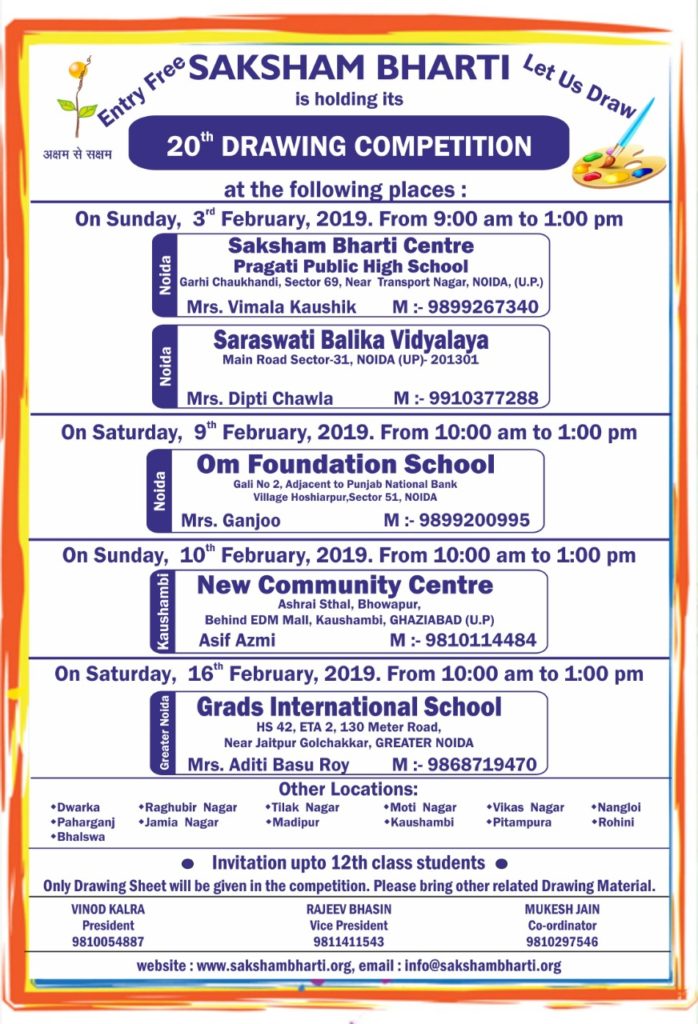 Entry Free SAKSHAM BHARTI Let Us Draw
is holding its
अक्षम से सक्षम
20th DRAWING COMPETITION
at the following places :
On Sunday, 3rd February, 2019. From 9:00 am to 1:00 pm
Noida
Saksham Bharti Centre
Pragati Public High School
Garhi Chaukhandi, Sector 69, Near Transport Nagar, NOIDA, (U.P.)
Mrs. Vimala Kaushik M :- 9899267340
Noida
Saraswati Balika Vidyalaya
Main Road Sector-31, NOIDA (UP)- 201301
Mrs. Dipti Chawla M :- 9910377288
On Saturday, 9th February, 2019. From 10:00 am to 1:00 pm
Noida
Om Foundation School
Gali No 2, Adjacent to Punjab National Bank
Village Hoshiarpur,Sector 51, NOIDA
Mrs. Ganjoo M :- 9899200995
On Sunday, 10th February, 2019. From 10:00 am to 1:00 pm
Kaushambi
New Community Centre
Ashrai Sthal, Bhowapur,
Behind EDM Mall, Kaushambi, GHAZIABAD (U.P)
Asif Azmi M :- 9810114484
On Saturday, 16th February, 2019. From 10:00 am to 1:00 pm
Greater Noida
Grads International School
HS 42, ETA 2, 130 Meter Road,
Near Jaitpur Golchakkar, GREATER NOIDA
Mrs. Aditi Basu Roy M :- 9868719470
Other Locations:
Dwarka Raghubir Nagar Tilak Nagar Moti Nagar Vikas Nagar Nangloi
Paharganj Jamia Nagar Madipur Kaushambi Pitampura Rohini
Bhalswa
● Invitation upto 12th class students ●
Only Drawing Sheet will be given in the competition. Please bring other related Drawing Material.
VINOD KALRA RAJEEV BHASIN MUKESH JAIN
President Vice President Co-ordinator
9810054887 9811411543 9810297546
website : www.sakshambharti.org, email : info@sakshambharti.org